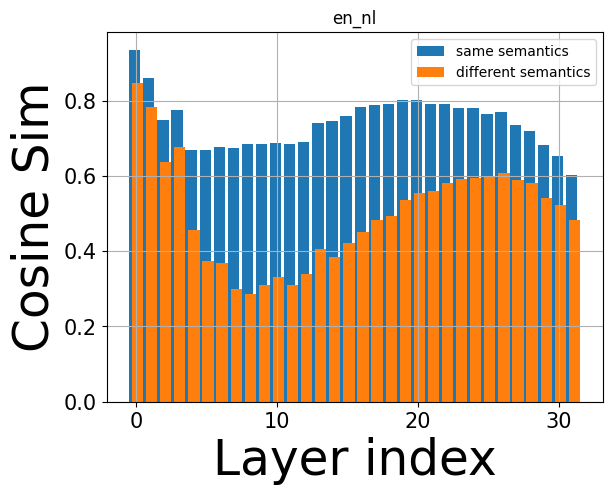 en_nl
same semantics
different semantics
Cosine Sim
0.8
0.6
0.4
0.2
0.0
0
10
20
30
Layer index